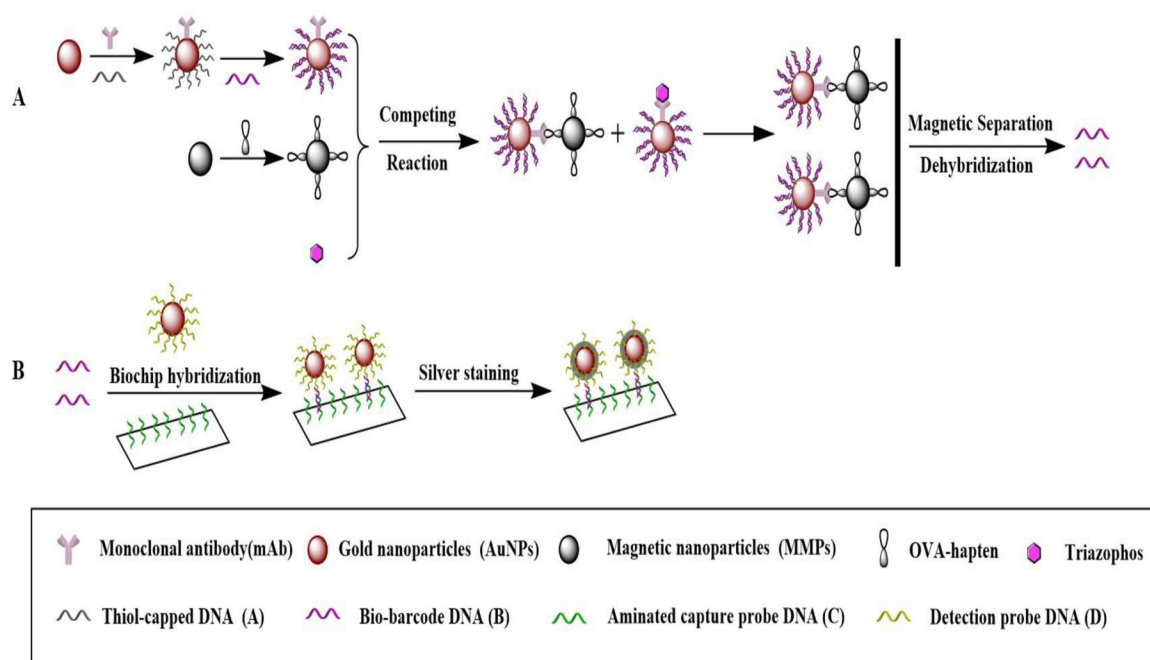 A
Competing
Reaction
+
Magnetic Separation
Dehybridization
B
Biochip hybridization
Silver staining
Monoclonal antibody(mAb)
Gold nanoparticles (AuNPs)
Magnetic nanoparticles (MMPs)
OVA-hapten
Triazophos
Thiol-capped DNA (A)
Bio-barcode DNA (B)
Aminated capture probe DNA (C)
Detection probe DNA (D)